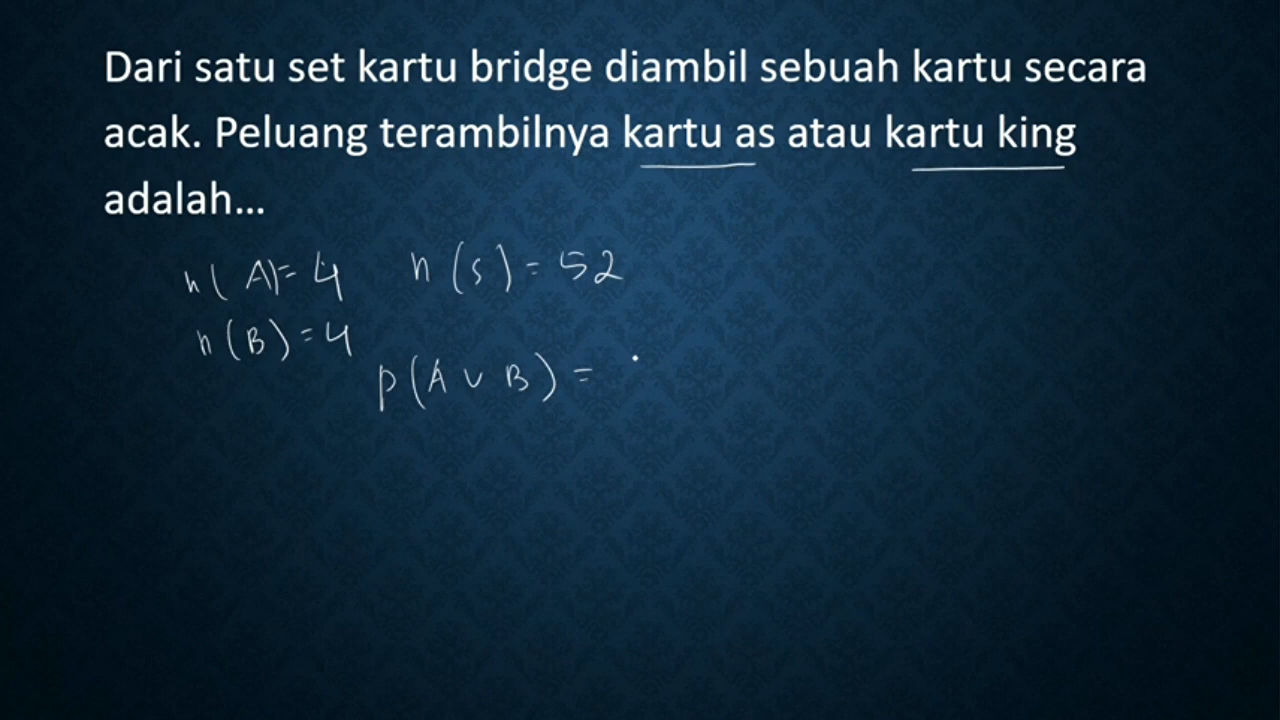 Dari satu set kartu bridge diambil sebuah kartu secara
acak. Peluang terambilnya kartu as atau kartu king
adalah...
n(A)=4 n(s)=52
n(B)=4
P(A ∪ B) =